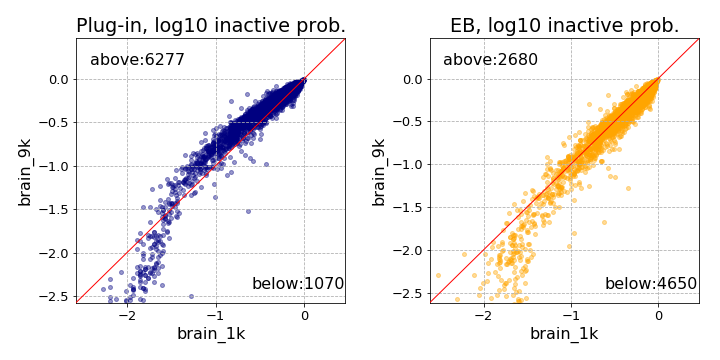 Plug-in, log10 inactive prob.
above:6277
below:1070
0.0
−0.5
−1.0
−1.5
−2.0
−2.5
−2
−1
0
brain_9k
brain_1k
EB, log10 inactive prob.
above:2680
below:4650
0.0
−0.5
−1.0
−1.5
−2.0
−2.5
−2
−1
0
brain_9k
brain_1k